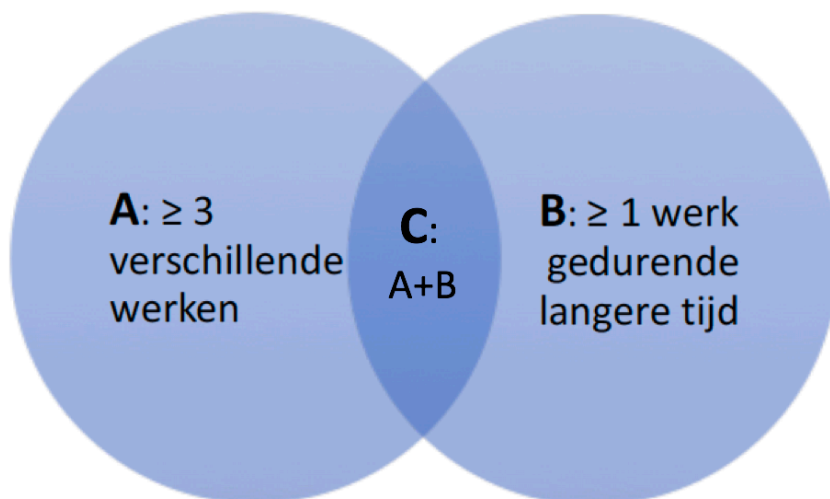 A: ≥ 3
verschillende
werken
C:
A+B
B: ≥ 1 werk
gedurende
langere tijd